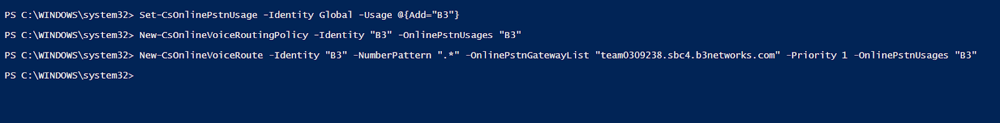 PS C:\WINDOWS\system32> Set-CsOnlinePstnUsage -Identity Global -Usage @{Add="B3"}
PS C:\WINDOWS\system32> New-CsOnlineVoiceRoutingPolicy -Identity "B3" -OnlinePstnUsages "B3"
PS C:\WINDOWS\system32> New-CsOnlineVoiceRoute -Identity "B3" -NumberPattern ".*" -OnlinePstnGatewayList "team0309238.sbc4.b3networks.com" -Priority 1 -OnlinePstnUsages "B3"
PS C:\WINDOWS\system32>